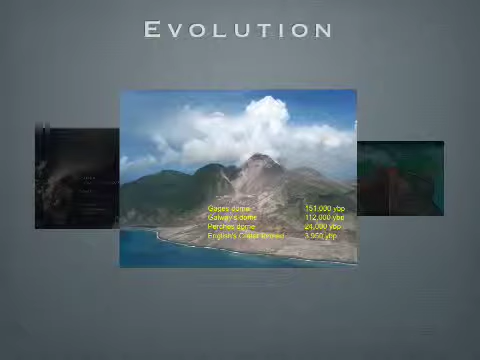 EVOLUTION
Gages dome 151,000 ybp
Galway's dome 112,000 ybp
Perches dome 24,000 ybp
English's Crater formed 3,950 ybp